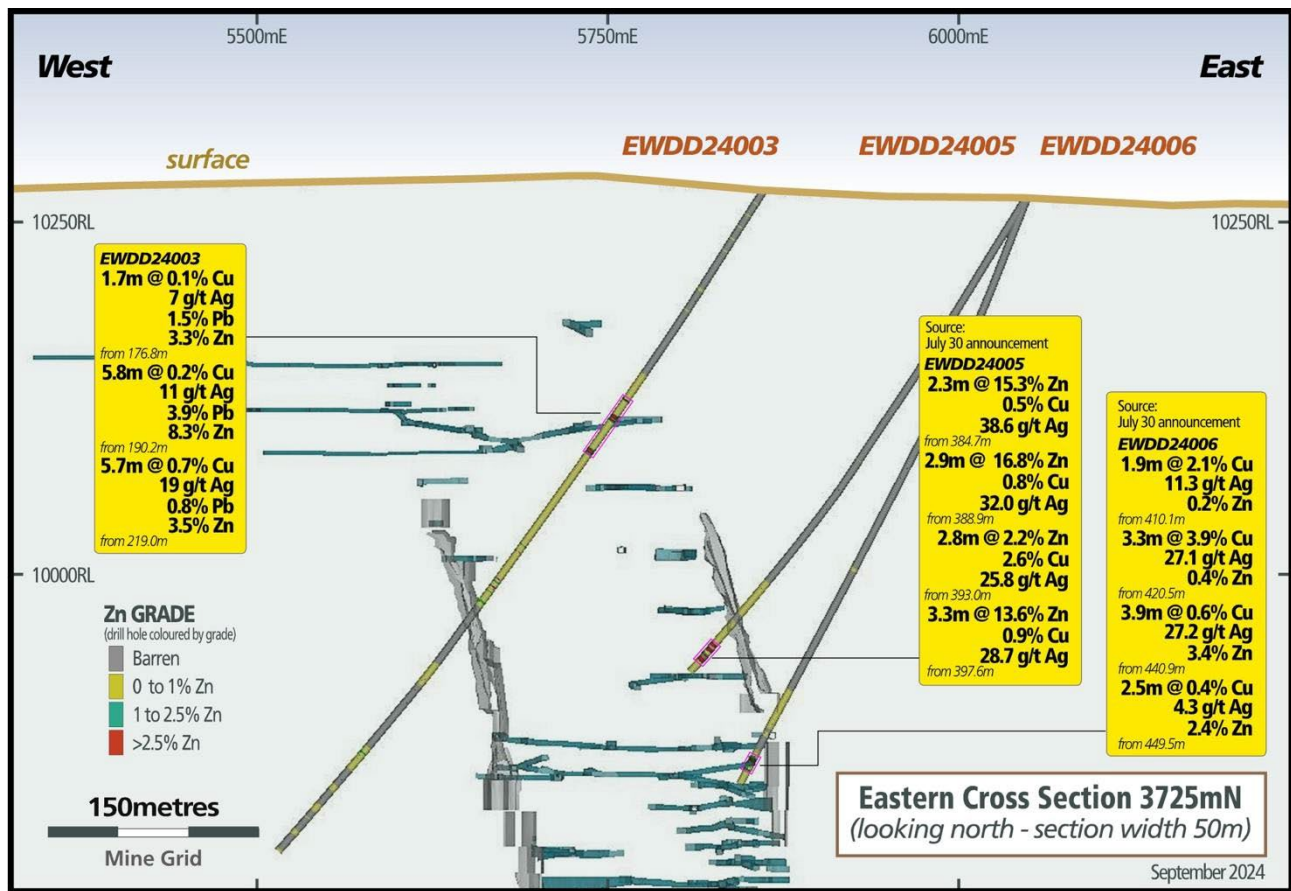 5500mE
5750mE
6000mE
West
East
surface
EWDD24003
EWDD24005
EWDD24006
10250RL
10250RL
EWDD24003
1.7m @ 0.1% Cu
7 g/t Ag
1.5% Pb
3.3% Zn
from 176.8m
5.8m @ 0.2% Cu
11 g/t Ag
3.9% Pb
8.3% Zn
from 190.2m
5.7m @ 0.7% Cu
19 g/t Ag
0.8% Pb
3.5% Zn
from 219.0m
Source:
July 30 announcement
EWDD24005
2.3m @ 15.3% Zn
0.5% Cu
38.6 g/t Ag
from 384.7m
2.9m @ 16.8% Zn
0.8% Cu
32.0 g/t Ag
from 388.9m
2.8m @ 2.2% Zn
2.6% Cu
25.8 g/t Ag
from 393.0m
3.3m @ 13.6% Zn
0.9% Cu
28.7 g/t Ag
from 397.6m
Source:
July 30 announcement
EWDD24006
1.9m @ 2.1% Cu
11.3 g/t Ag
0.2% Zn
from 410.1m
3.3m @ 3.9% Cu
27.1 g/t Ag
0.4% Zn
from 420.5m
3.9m @ 0.6% Cu
27.2 g/t Ag
3.4% Zn
from 440.9m
2.5m @ 0.4% Cu
4.3 g/t Ag
2.4% Zn
from 449.5m
10000RL
Zn GRADE
(drill hole coloured by grade)
Barren
0 to 1% Zn
1 to 2.5% Zn
>2.5% Zn
150metres
Mine Grid
Eastern Cross Section 3725mN
(looking north - section width 50m)
September 2024